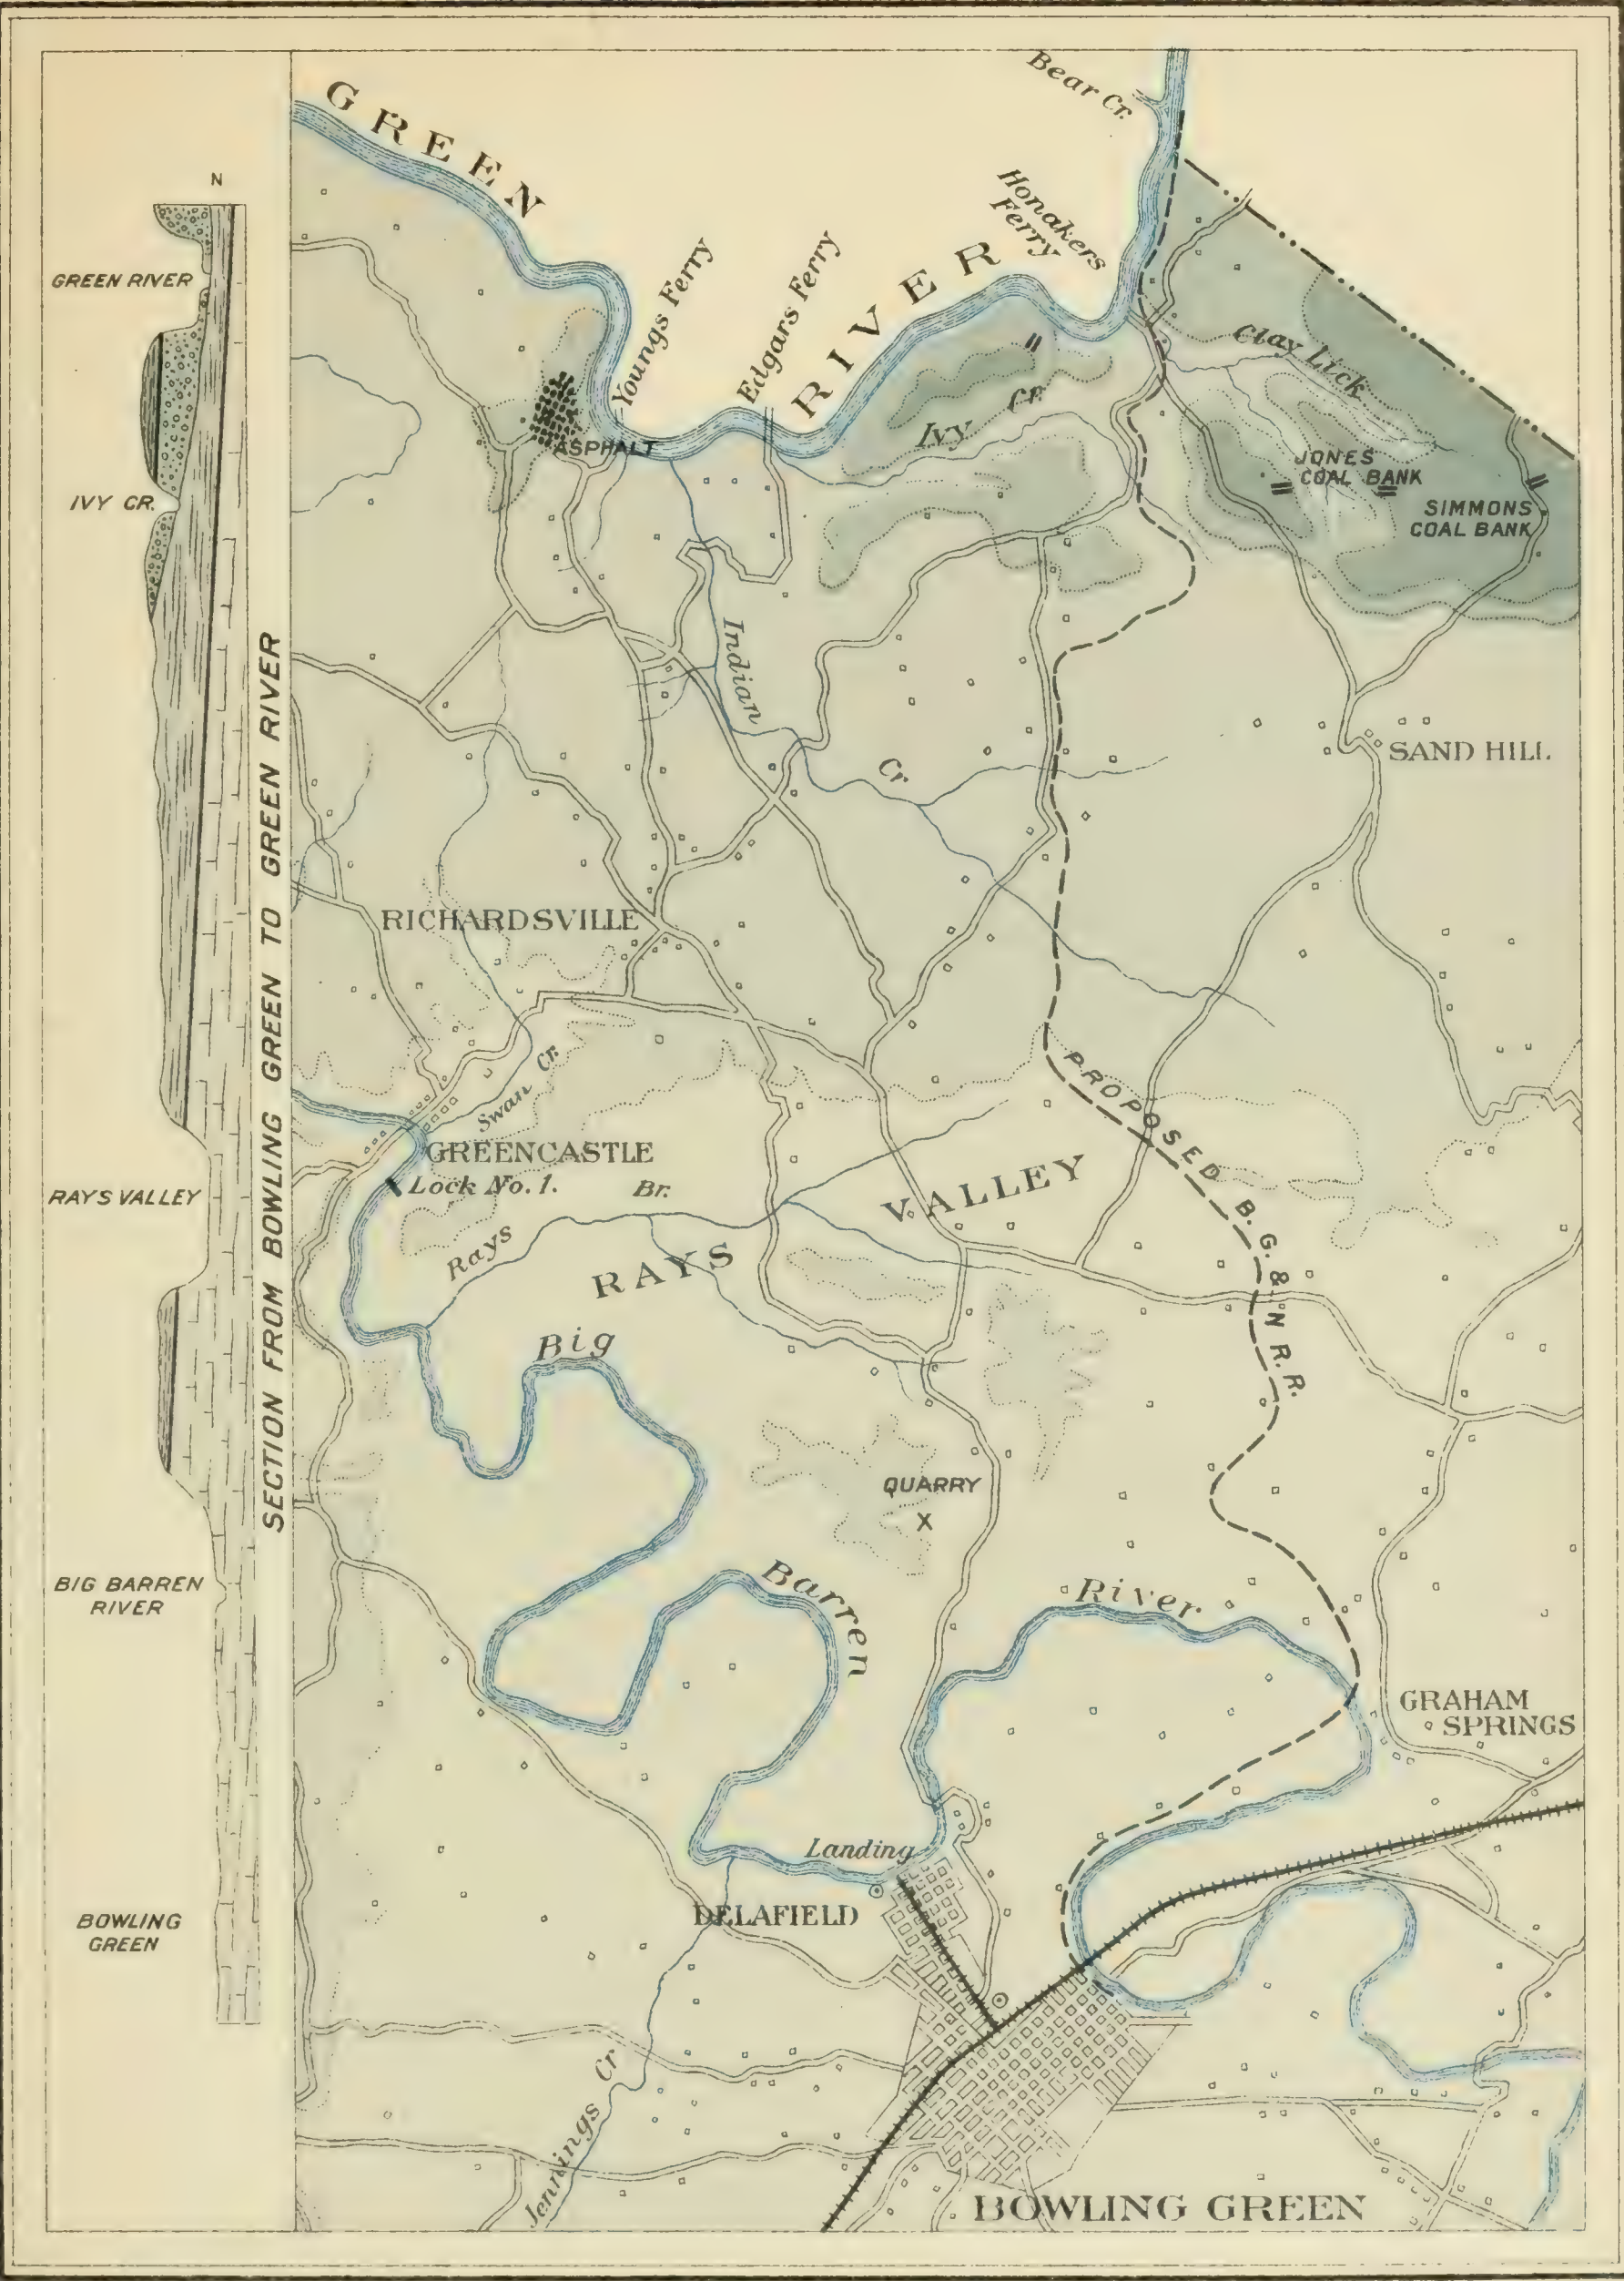 N
GREEN RIVER
IVY CR.
RAYS VALLEY
BIG BARREN
RIVER
BOWLING
GREEN
SECTION FROM BOWLING GREEN TO GREEN RIVER
GREEN
RIVER
Bear Cr.
Honakers
Ferry
Youngs Ferry
Edgars Ferry
Clay Lick
Ivy Cr.
ASPHALT
JONES
COAL BANK
SIMMONS
COAL BANK
Indian
Cr
SAND HILL
RICHARDSVILLE
Swan Cr.
GREENCASTLE
Lock No. 1.
Rays
Br.
RAYS
VALLEY
PROPOSED B. G. & N R. R.
Big
Barren
River
QUARRY
X
GRAHAM
SPRINGS
Landing
DELAFIELD
Jennings Cr
BOWLING GREEN